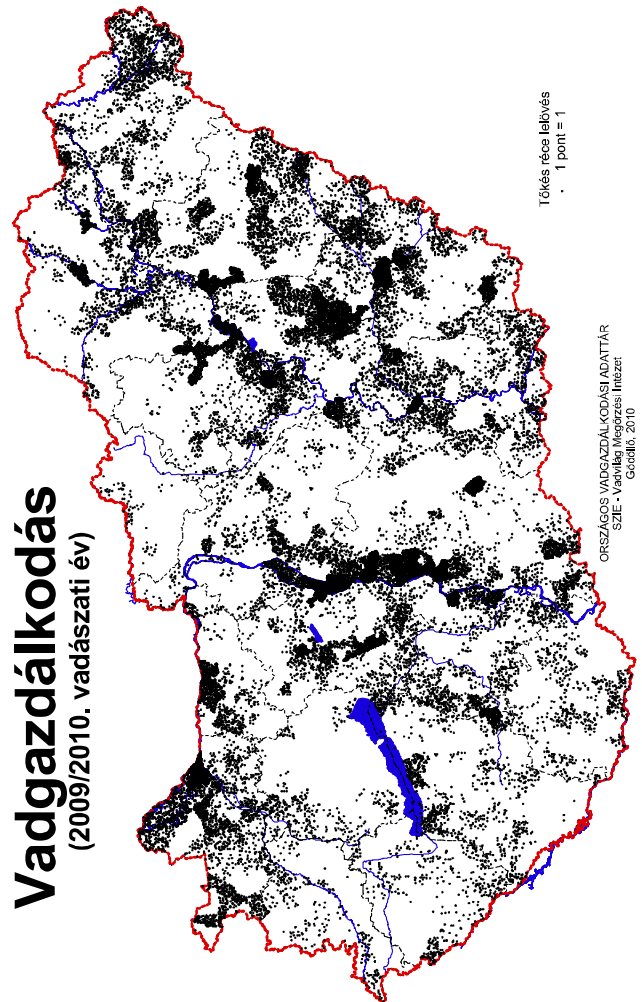 Vadgazdálkodás
(2009/2010. vadászati év)
Tőkés réce lelövés
· 1 pont = 1
ORSZÁGOS VADGAZDÁLKODÁSI ADATTÁR
SZIE - Vadvilág Megőrzési Intézet
Gödöllő, 2010